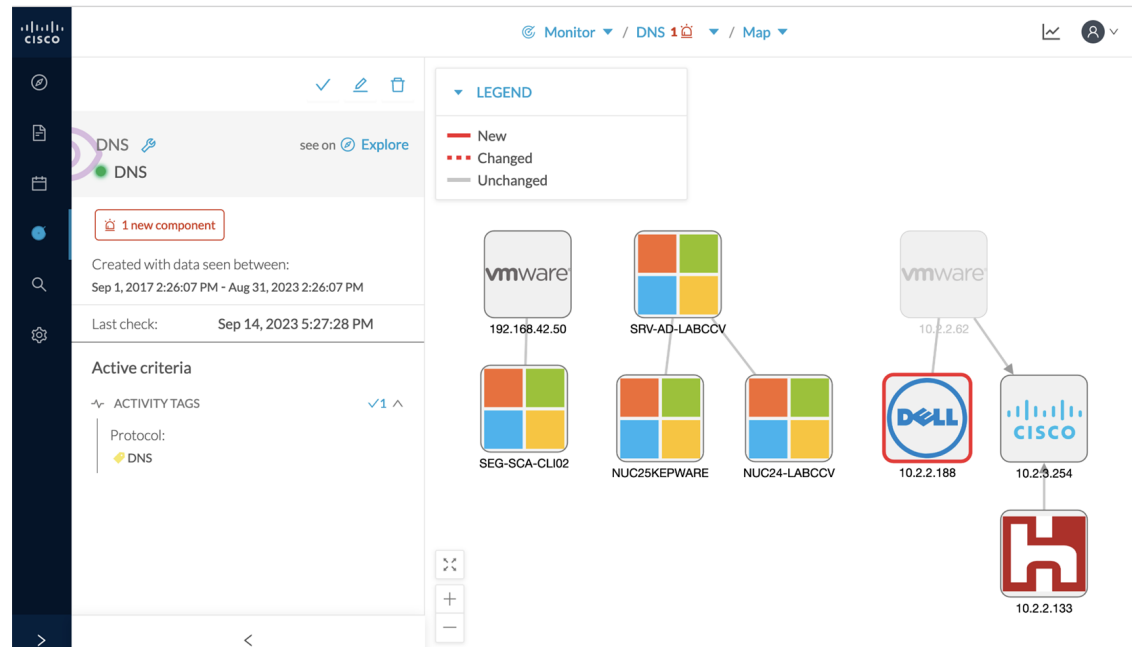 CISCO
Monitor / DNS 1 / Map
DNS
see on Explore
DNS
1 new component
Created with data seen between:
Sep 1, 2017 2:26:07 PM - Aug 31, 2023 2:26:07 PM
Last check: Sep 14, 2023 5:27:28 PM
Active criteria
ACTIVITY TAGS
1
Protocol:
DNS
LEGEND
New
Changed
Unchanged
vmware
192.168.42.50
SRV-AD-LABCCV
vmware
10.2.2.62
SEG-SCA-CLI02
NUC25KEPWARE
NUC24-LABCCV
DELL
10.2.2.188
CISCO
10.2.3.254
h
10.2.2.133